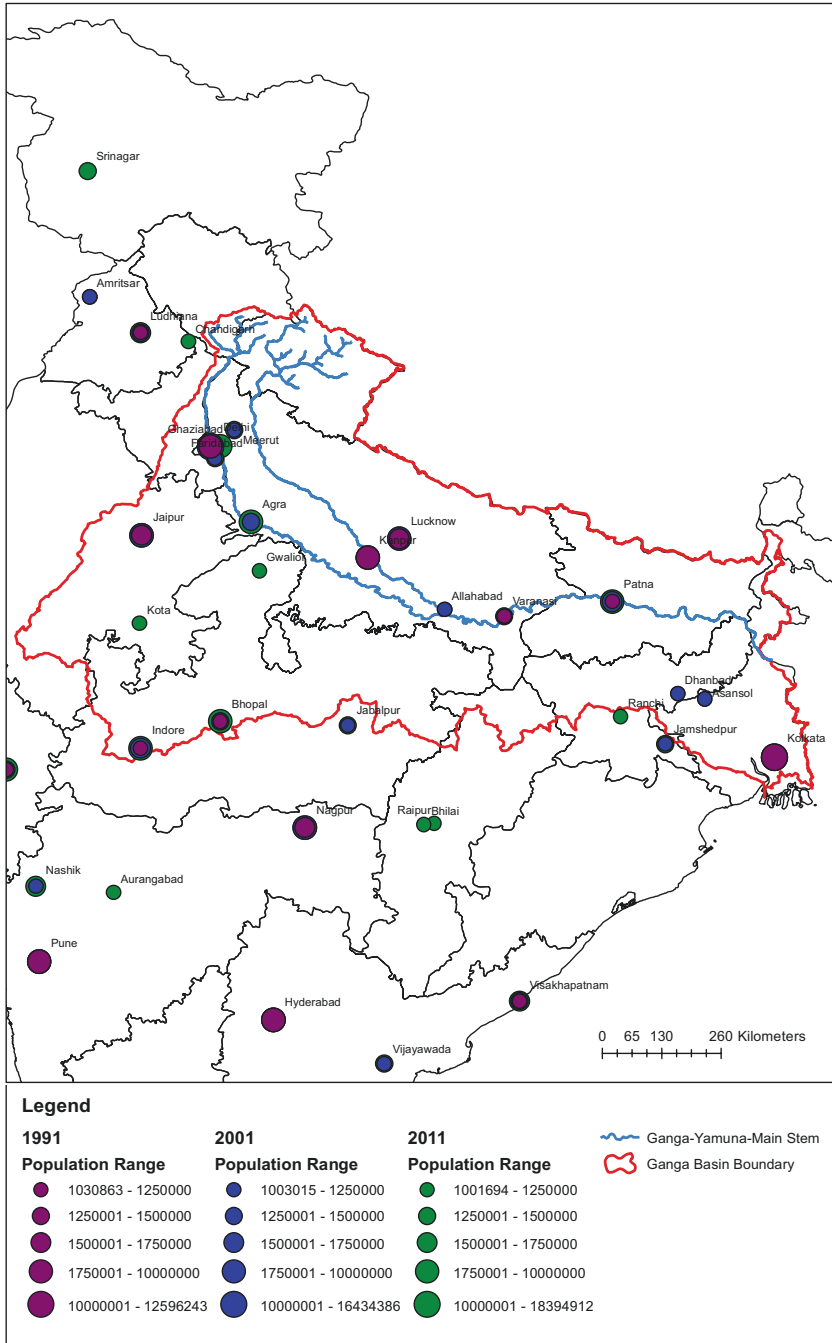 Srinagar
Amritsar
Ludhiana
Chandigerh
Ghaziabad Delhi
Faridabad Meerut
Agra
Jaipur
Lucknow
Kanpur
Gwalior
Allahabad
Varanasi
Patna
Kota
Dhanbad
Asansol
Bhopal
Jabalpur
Ranchi
Indore
Jamshedpur
Kolkata
Nagpur
Raipur Bhilai
Nashik
Aurangabad
Pune
Visakhapatnam
Hyderabad
Vijayawada
0 65 130 260 Kilometers
Legend
1991
Population Range
1030863 - 1250000
1250001 - 1500000
1500001 - 1750000
1750001 - 10000000
10000001 - 12596243
2001
Population Range
1003015 - 1250000
1250001 - 1500000
1500001 - 1750000
1750001 - 10000000
10000001 - 16434386
2011
Population Range
1001694 - 1250000
1250001 - 1500000
1500001 - 1750000
1750001 - 10000000
10000001 - 18394912
Ganga-Yamuna-Main Stem
Ganga Basin Boundary